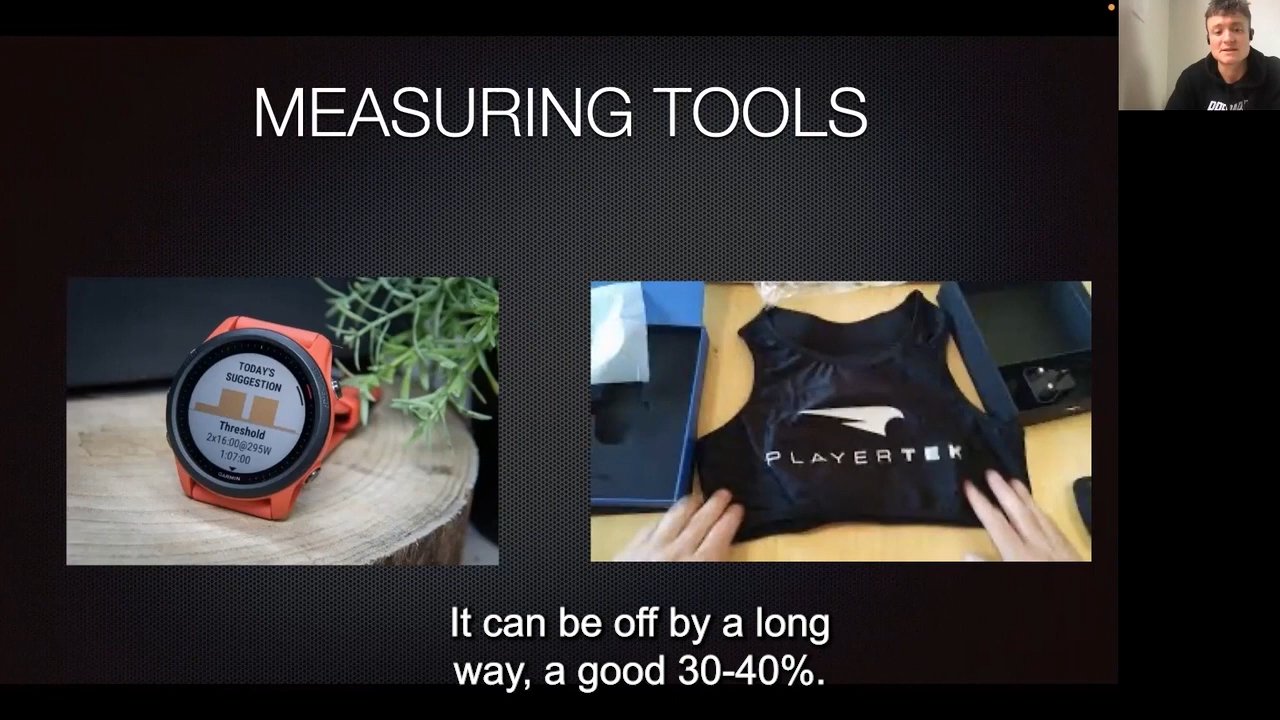 MEASURING TOOLS
TODAY'S
SUGGESTION
Threshold
2x16:00@295W
1:07:00
GARMIN
PLAYERTEK
It can be off by a long
way, a good 30-40%.